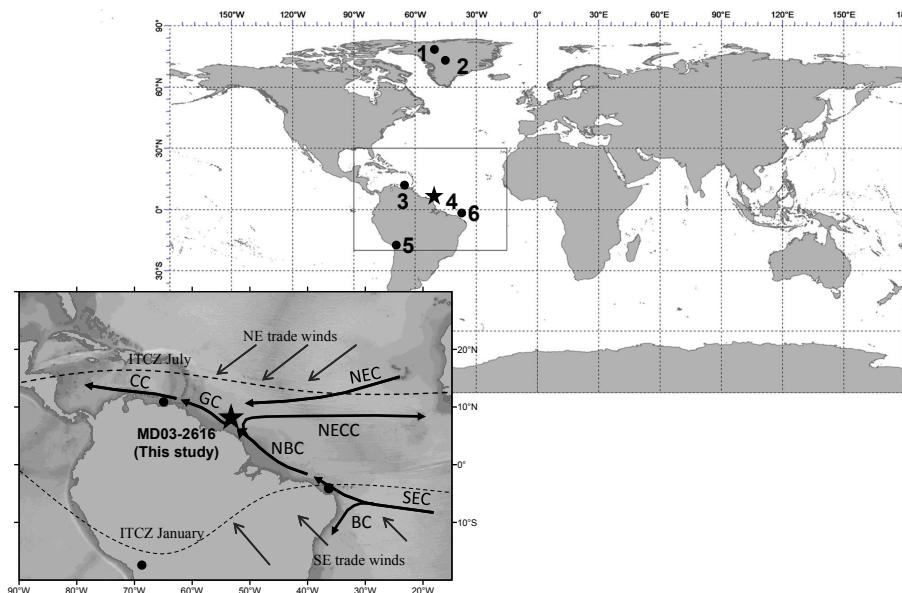 150°W 120°W 90°W 60°W 30°W 0° 30°E 60°E 90°E 120°E 150°E 18
90°
60°N
30°N
0°
30°S
1
2
3
4
5
6
NE trade winds
ITCZ July
CC
GC
NEC
NECC
MD03-2616
(This study)
NBC
SEC
BC
ITCZ January
SE trade winds
20°N
10°N
0°
10°S
90°W 80°W 70°W 60°W 50°W 40°W 30°W 20°W